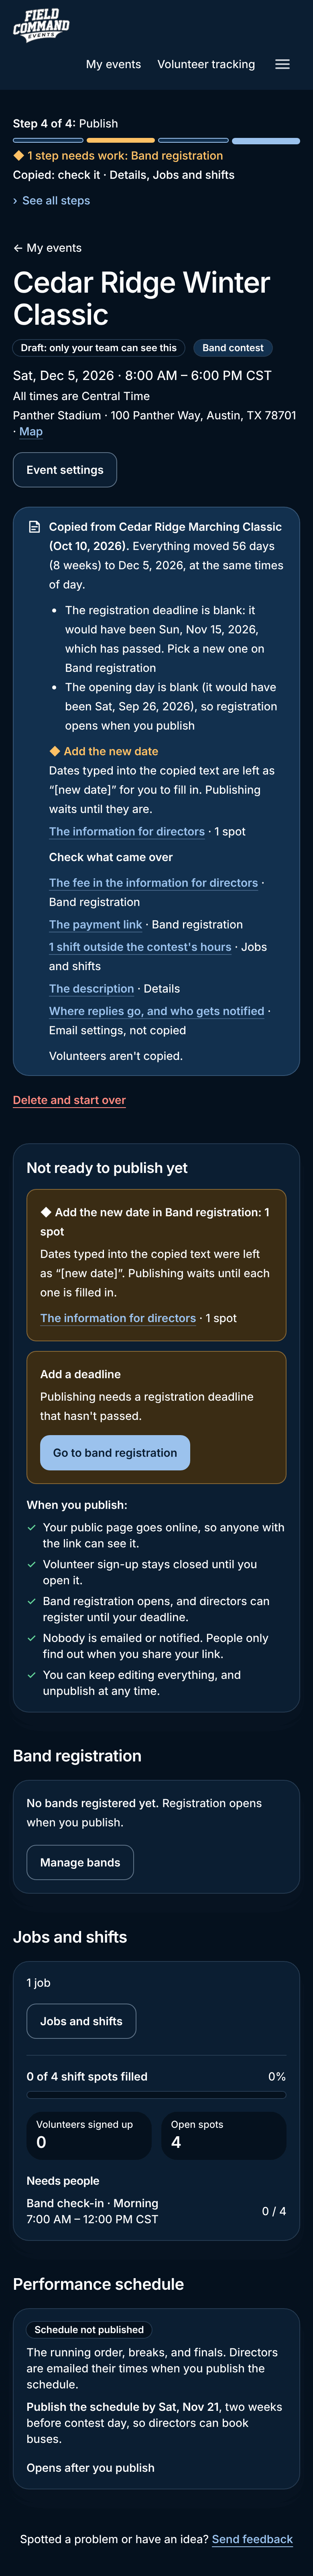 FIELD
COMMAND
EVENTS
My events
Volunteer tracking
Step 4 of 4: Publish
◆ 1 step needs work: Band registration
Copied: check it · Details, Jobs and shifts
› See all steps
← My events
Cedar Ridge Winter
Classic
Draft: only your team can see this
Band contest
Sat, Dec 5, 2026 · 8:00 AM – 6:00 PM CST
All times are Central Time
Panther Stadium · 100 Panther Way, Austin, TX 78701
· Map
Event settings
Copied from Cedar Ridge Marching Classic
(Oct 10, 2026). Everything moved 56 days
(8 weeks) to Dec 5, 2026, at the same times
of day.
• The registration deadline is blank: it
would have been Sun, Nov 15, 2026,
which has passed. Pick a new one on
Band registration
• The opening day is blank (it would have
been Sat, Sep 26, 2026), so registration
opens when you publish
◆ Add the new date
Dates typed into the copied text are left as
“[new date]” for you to fill in. Publishing
waits until they are.
The information for directors · 1 spot
Check what came over
The fee in the information for directors ·
Band registration
The payment link · Band registration
1 shift outside the contest's hours · Jobs
and shifts
The description · Details
Where replies go, and who gets notified ·
Email settings, not copied
Volunteers aren't copied.
Delete and start over
Not ready to publish yet
◆ Add the new date in Band registration: 1
spot
Dates typed into the copied text were left
as “[new date]”. Publishing waits until each
one is filled in.
The information for directors · 1 spot
Add a deadline
Publishing needs a registration deadline
that hasn't passed.
Go to band registration
When you publish:
✓ Your public page goes online, so anyone with
the link can see it.
✓ Volunteer sign-up stays closed until you
open it.
✓ Band registration opens, and directors can
register until your deadline.
✓ Nobody is emailed or notified. People only
find out when you share your link.
✓ You can keep editing everything, and
unpublish at any time.
Band registration
No bands registered yet. Registration opens
when you publish.
Manage bands
Jobs and shifts
1 job
Jobs and shifts
0 of 4 shift spots filled
0%
Volunteers signed up
0
Open spots
4
Needs people
Band check-in · Morning
7:00 AM – 12:00 PM CST
0 / 4
Performance schedule
Schedule not published
The running order, breaks, and finals. Directors
are emailed their times when you publish the
schedule.
Publish the schedule by Sat, Nov 21, two weeks
before contest day, so directors can book
buses.
Opens after you publish
Spotted a problem or have an idea? Send feedback